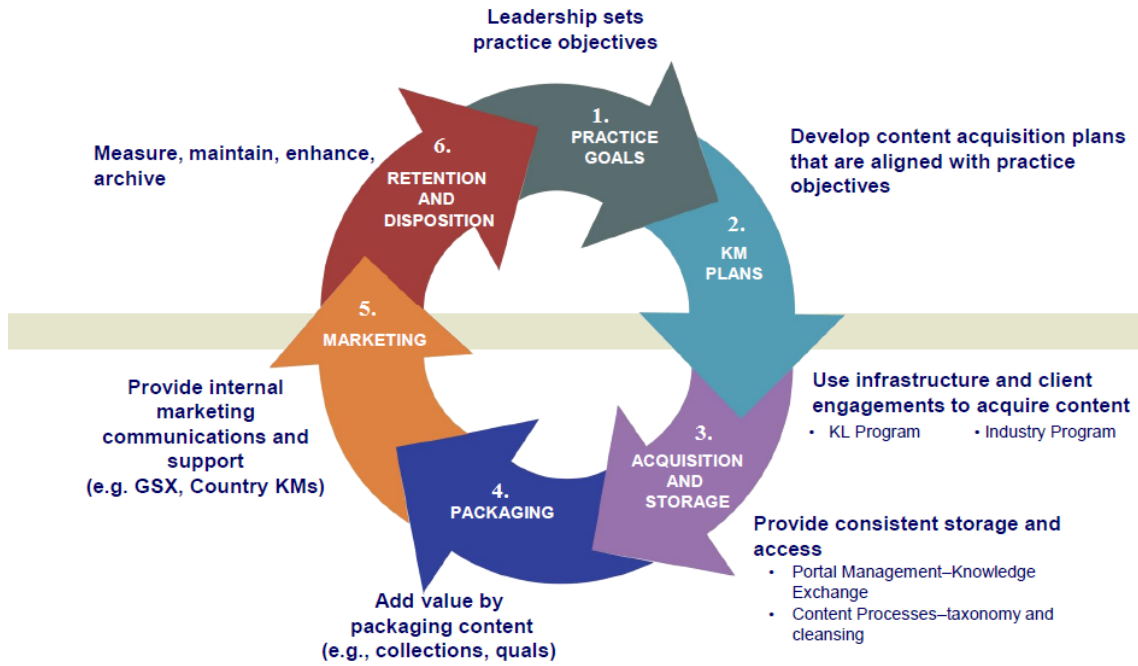 Leadership sets
practice objectives
1.
PRACTICE
GOALS
Develop content acquisition plans
that are aligned with practice
objectives
2.
KM
PLANS
Use infrastructure and client
engagements to acquire content
• KL Program • Industry Program
3.
ACQUISITION
AND
STORAGE
Provide consistent storage and
access
• Portal Management–Knowledge
Exchange
• Content Processes–taxonomy and
cleansing
4.
PACKAGING
Add value by
packaging content
(e.g., collections, quals)
5.
MARKETING
Provide internal
marketing
communications and
support
(e.g. GSX, Country KMs)
6.
RETENTION
AND
DISPOSITION
Measure, maintain, enhance,
archive